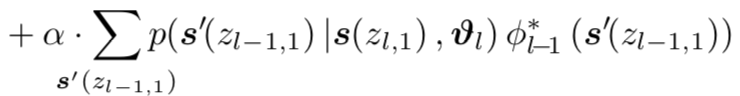 + α · ∑ p(s′(z_{l−1,1}) | s(z_{l,1}) , ϑ_l) ϕ*_{l−1} (s′(z_{l−1,1}))
s′(z_{l−1,1})